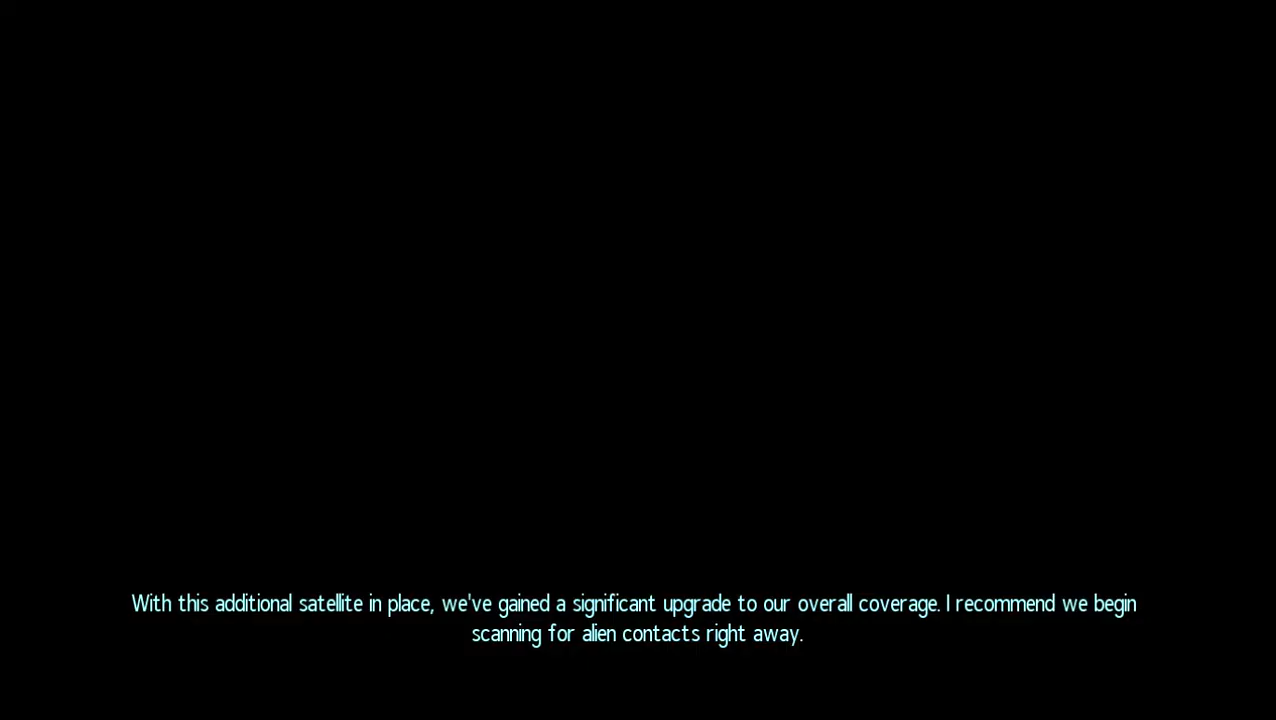 With this additional satellite in place, we've gained a significant upgrade to our overall coverage. I recommend we begin
scanning for alien contacts right away.